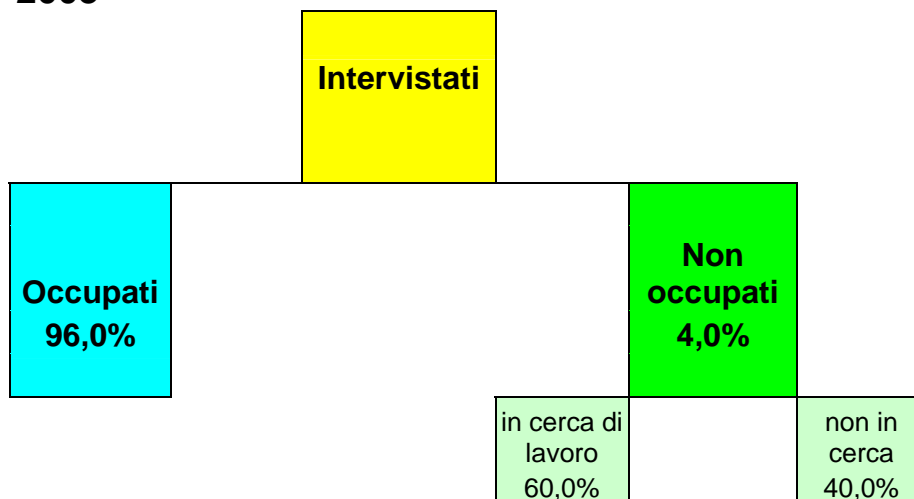 Intervistati
Occupati
96,0%
Non
occupati
4,0%
in cerca di
lavoro
60,0%
non in
cerca
40,0%